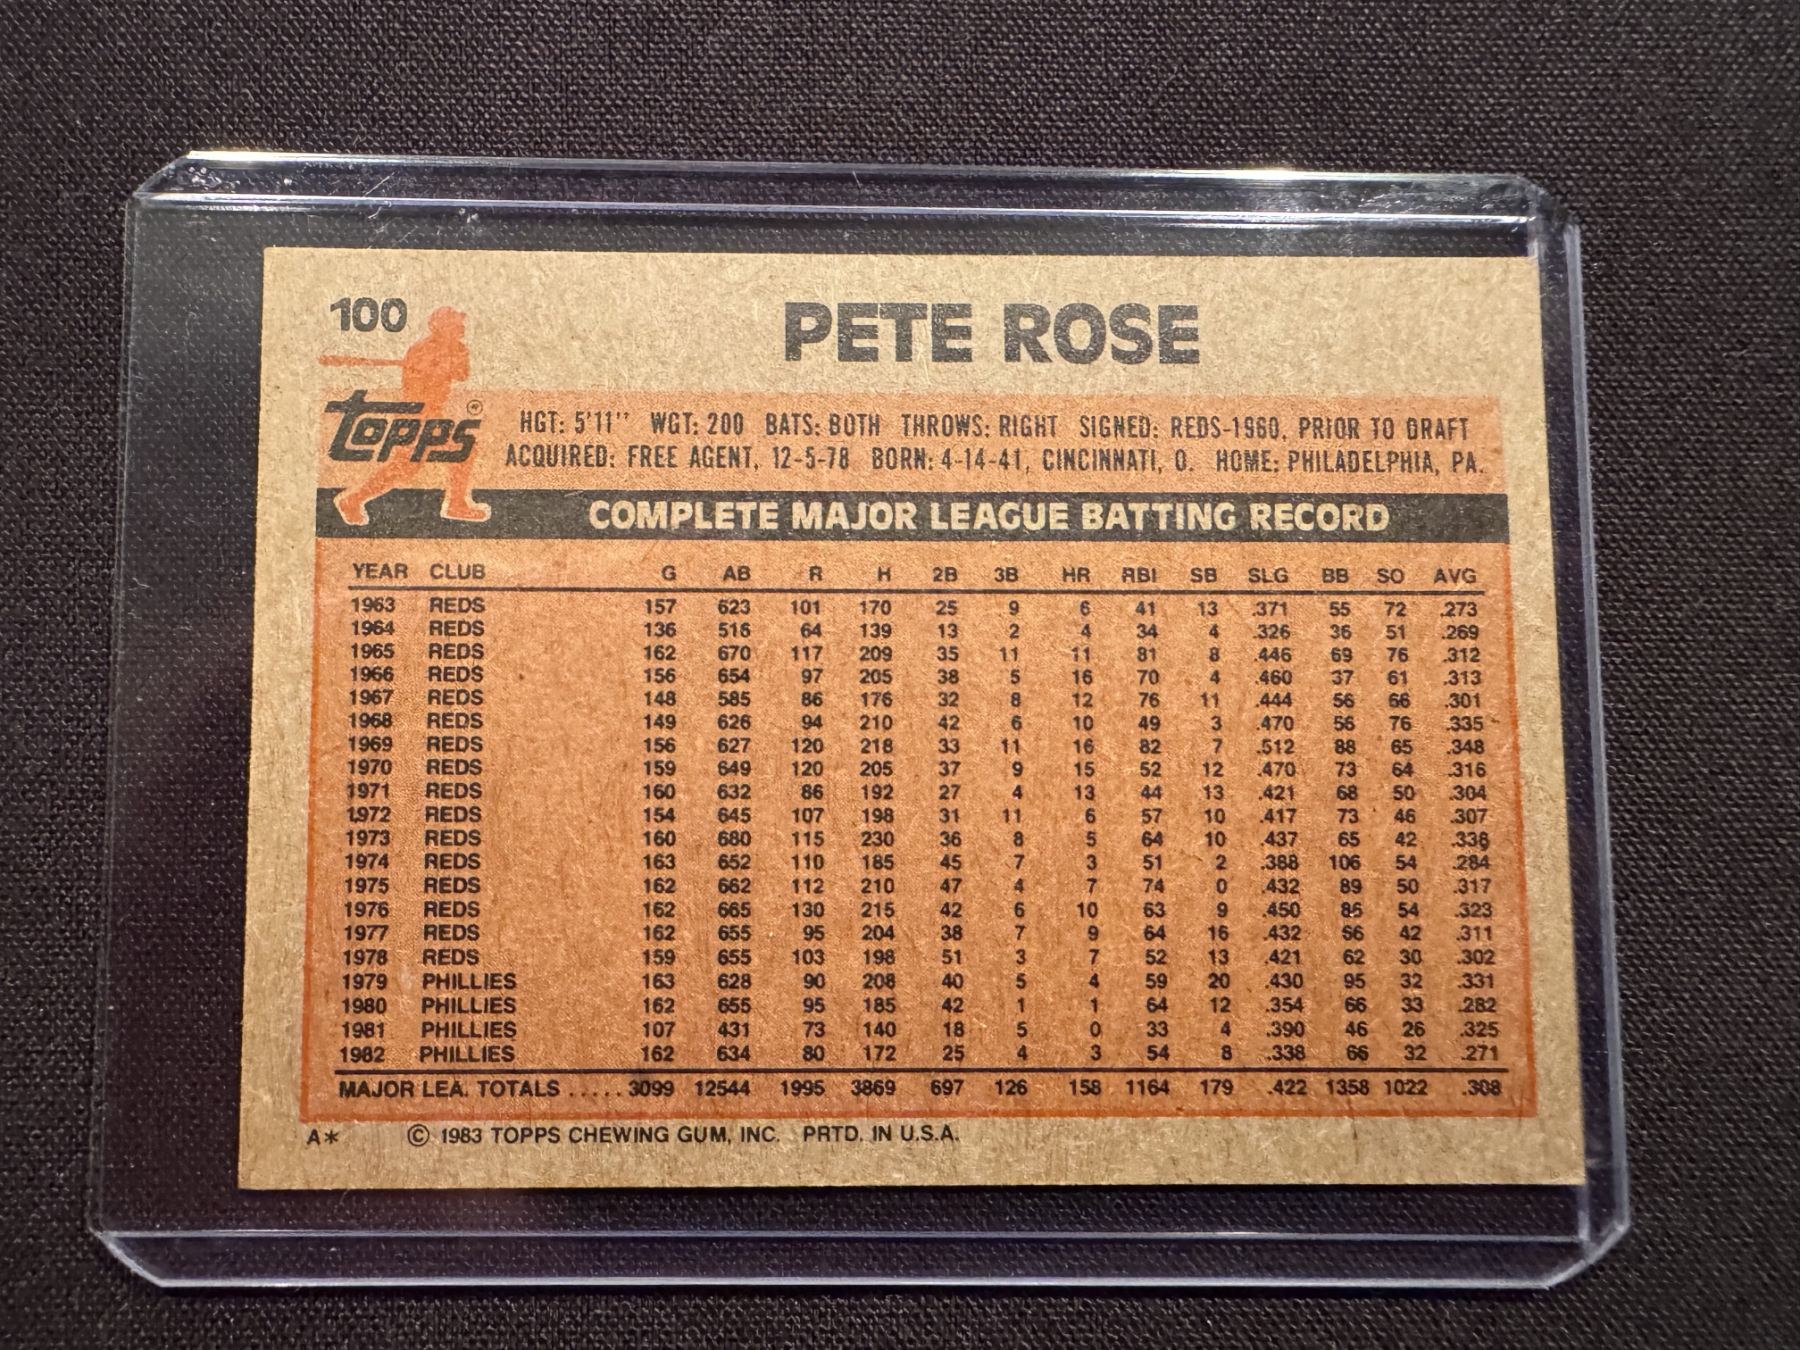 100
PETE ROSE
topps®
HGT: 5'11" WGT: 200 BATS: BOTH THROWS: RIGHT SIGNED: REDS-1960, PRIOR TO DRAFT
ACQUIRED: FREE AGENT, 12-5-78 BORN: 4-14-41, CINCINNATI, O. HOME: PHILADELPHIA, PA.
COMPLETE MAJOR LEAGUE BATTING RECORD
YEAR CLUB G AB R H 2B 3B HR RBI SB SLG BB SO AVG
1963 REDS 157 623 101 170 25 9 6 41 13 .371 55 72 .273
1964 REDS 136 516 64 139 13 2 4 34 4 .326 36 51 .269
1965 REDS 162 670 117 209 35 11 11 81 8 .446 69 76 .312
1966 REDS 156 654 97 205 38 5 16 70 4 .460 37 61 .313
1967 REDS 148 585 86 176 32 8 12 76 11 .444 56 66 .301
1968 REDS 149 626 94 210 42 6 10 49 3 .470 56 76 .335
1969 REDS 156 627 120 218 33 11 16 82 7 .512 88 65 .348
1970 REDS 159 649 120 205 37 9 15 52 12 .470 73 64 .316
1971 REDS 160 632 86 192 27 4 13 44 13 .421 68 50 .304
1972 REDS 154 645 107 198 31 11 6 57 10 .417 73 46 .307
1973 REDS 160 680 115 230 36 8 5 64 10 .437 65 42 .338
1974 REDS 163 652 110 185 45 7 3 51 2 .388 106 54 .284
1975 REDS 162 662 112 210 47 4 7 74 0 .432 89 50 .317
1976 REDS 162 665 130 215 42 6 10 63 9 .450 86 54 .323
1977 REDS 162 655 95 204 38 7 9 64 16 .432 56 42 .311
1978 REDS 159 655 103 198 51 3 7 52 13 .421 62 30 .302
1979 PHILLIES 163 628 90 208 40 5 4 59 20 .430 95 32 .331
1980 PHILLIES 162 655 95 185 42 1 1 64 12 .354 66 33 .282
1981 PHILLIES 107 431 73 140 18 5 0 33 4 .390 46 26 .325
1982 PHILLIES 162 634 80 172 25 4 3 54 8 .338 66 32 .271
MAJOR LEA. TOTALS ..... 3099 12544 1995 3869 697 126 158 1164 179 .422 1358 1022 .308
A* © 1983 TOPPS CHEWING GUM, INC. PRTD. IN U.S.A.